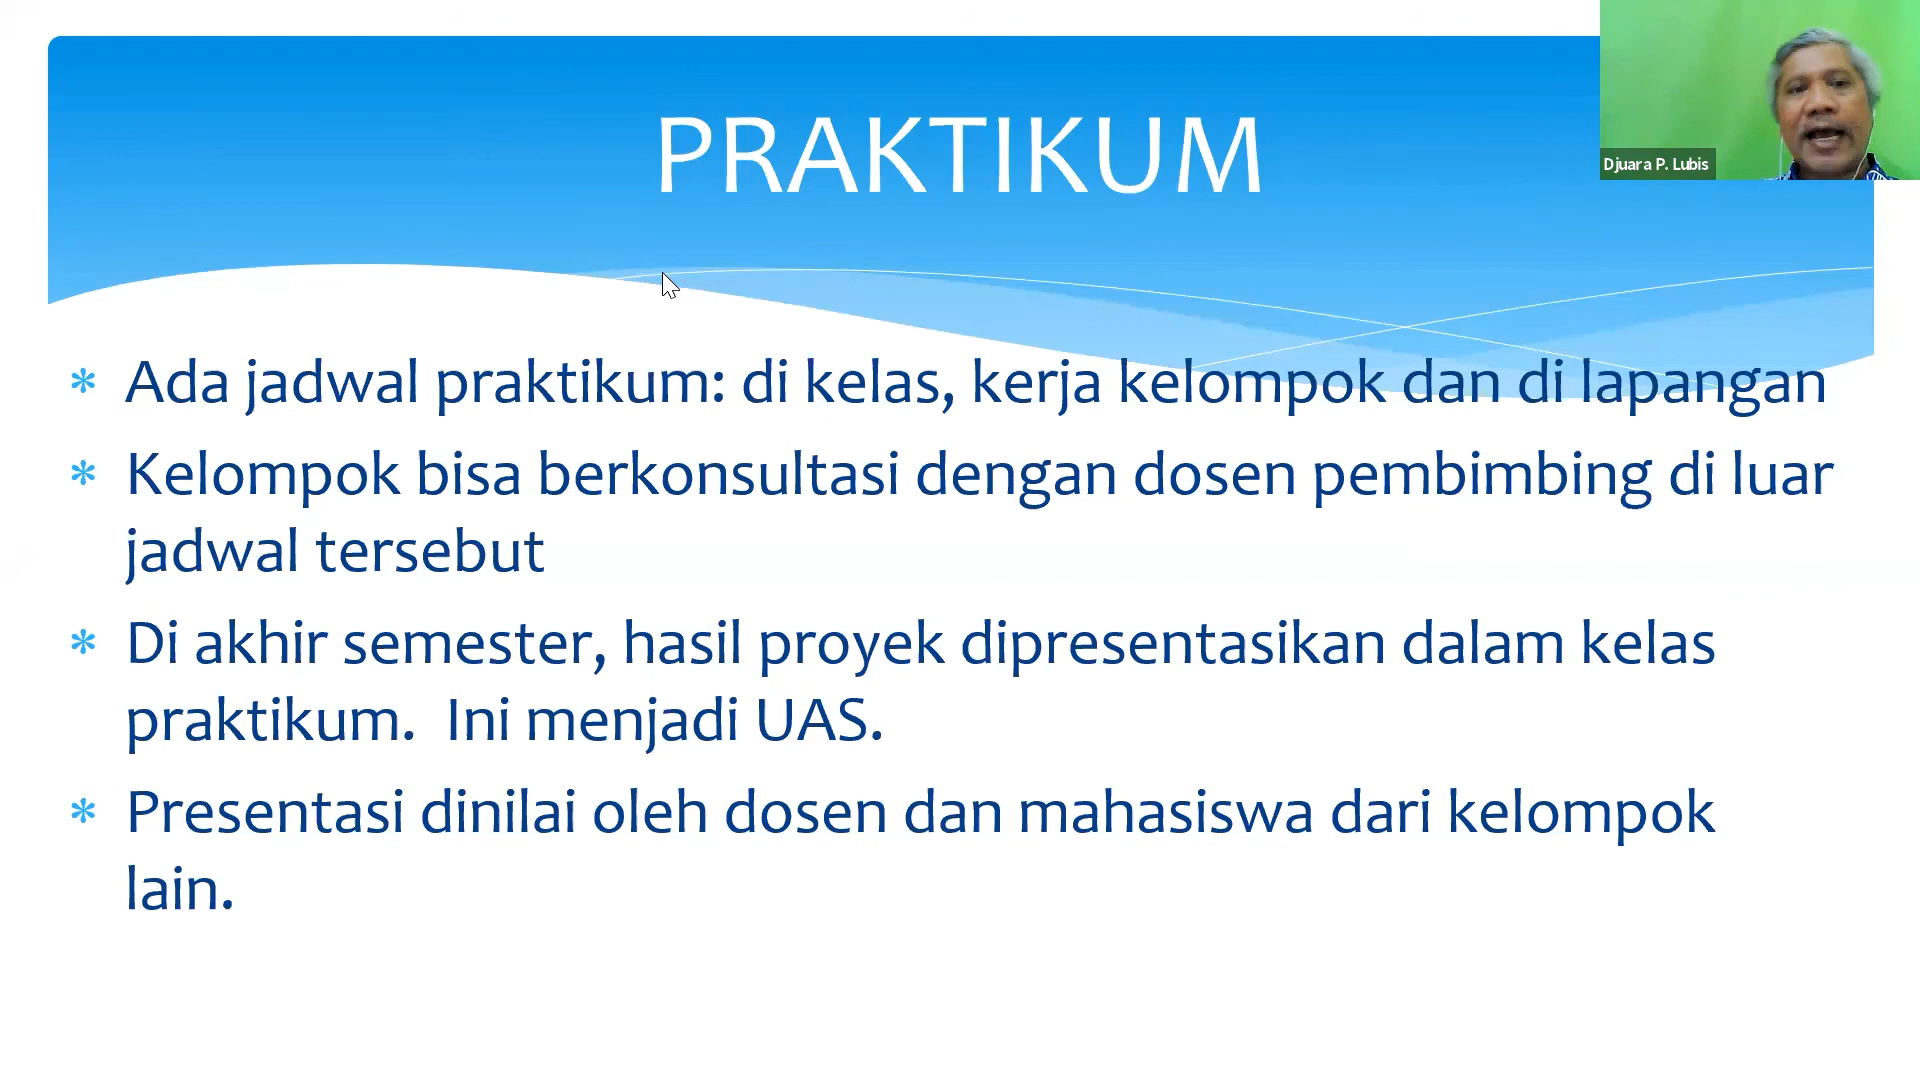 PRAKTIKUM
Djuara P. Lubis
* Ada jadwal praktikum: di kelas, kerja kelompok dan di lapangan
* Kelompok bisa berkonsultasi dengan dosen pembimbing di luar
jadwal tersebut
* Di akhir semester, hasil proyek dipresentasikan dalam kelas
praktikum.  Ini menjadi UAS.
* Presentasi dinilai oleh dosen dan mahasiswa dari kelompok
lain.